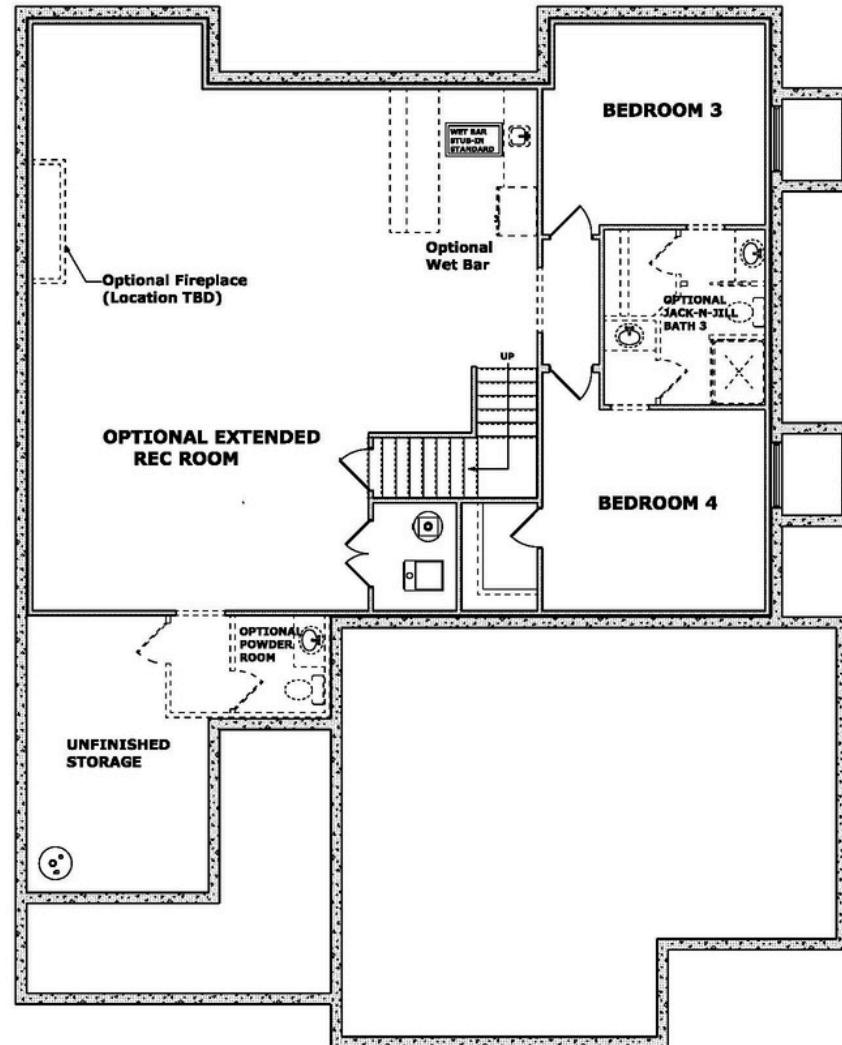 BEDROOM 3
WET BAR
STUB-IN
STANDARD
Optional
Wet Bar
Optional Fireplace
(Location TBD)
OPTIONAL
JACK-N-JILL
BATH 3
UP
OPTIONAL EXTENDED
REC ROOM
BEDROOM 4
OPTIONAL
POWDER
ROOM
UNFINISHED
STORAGE